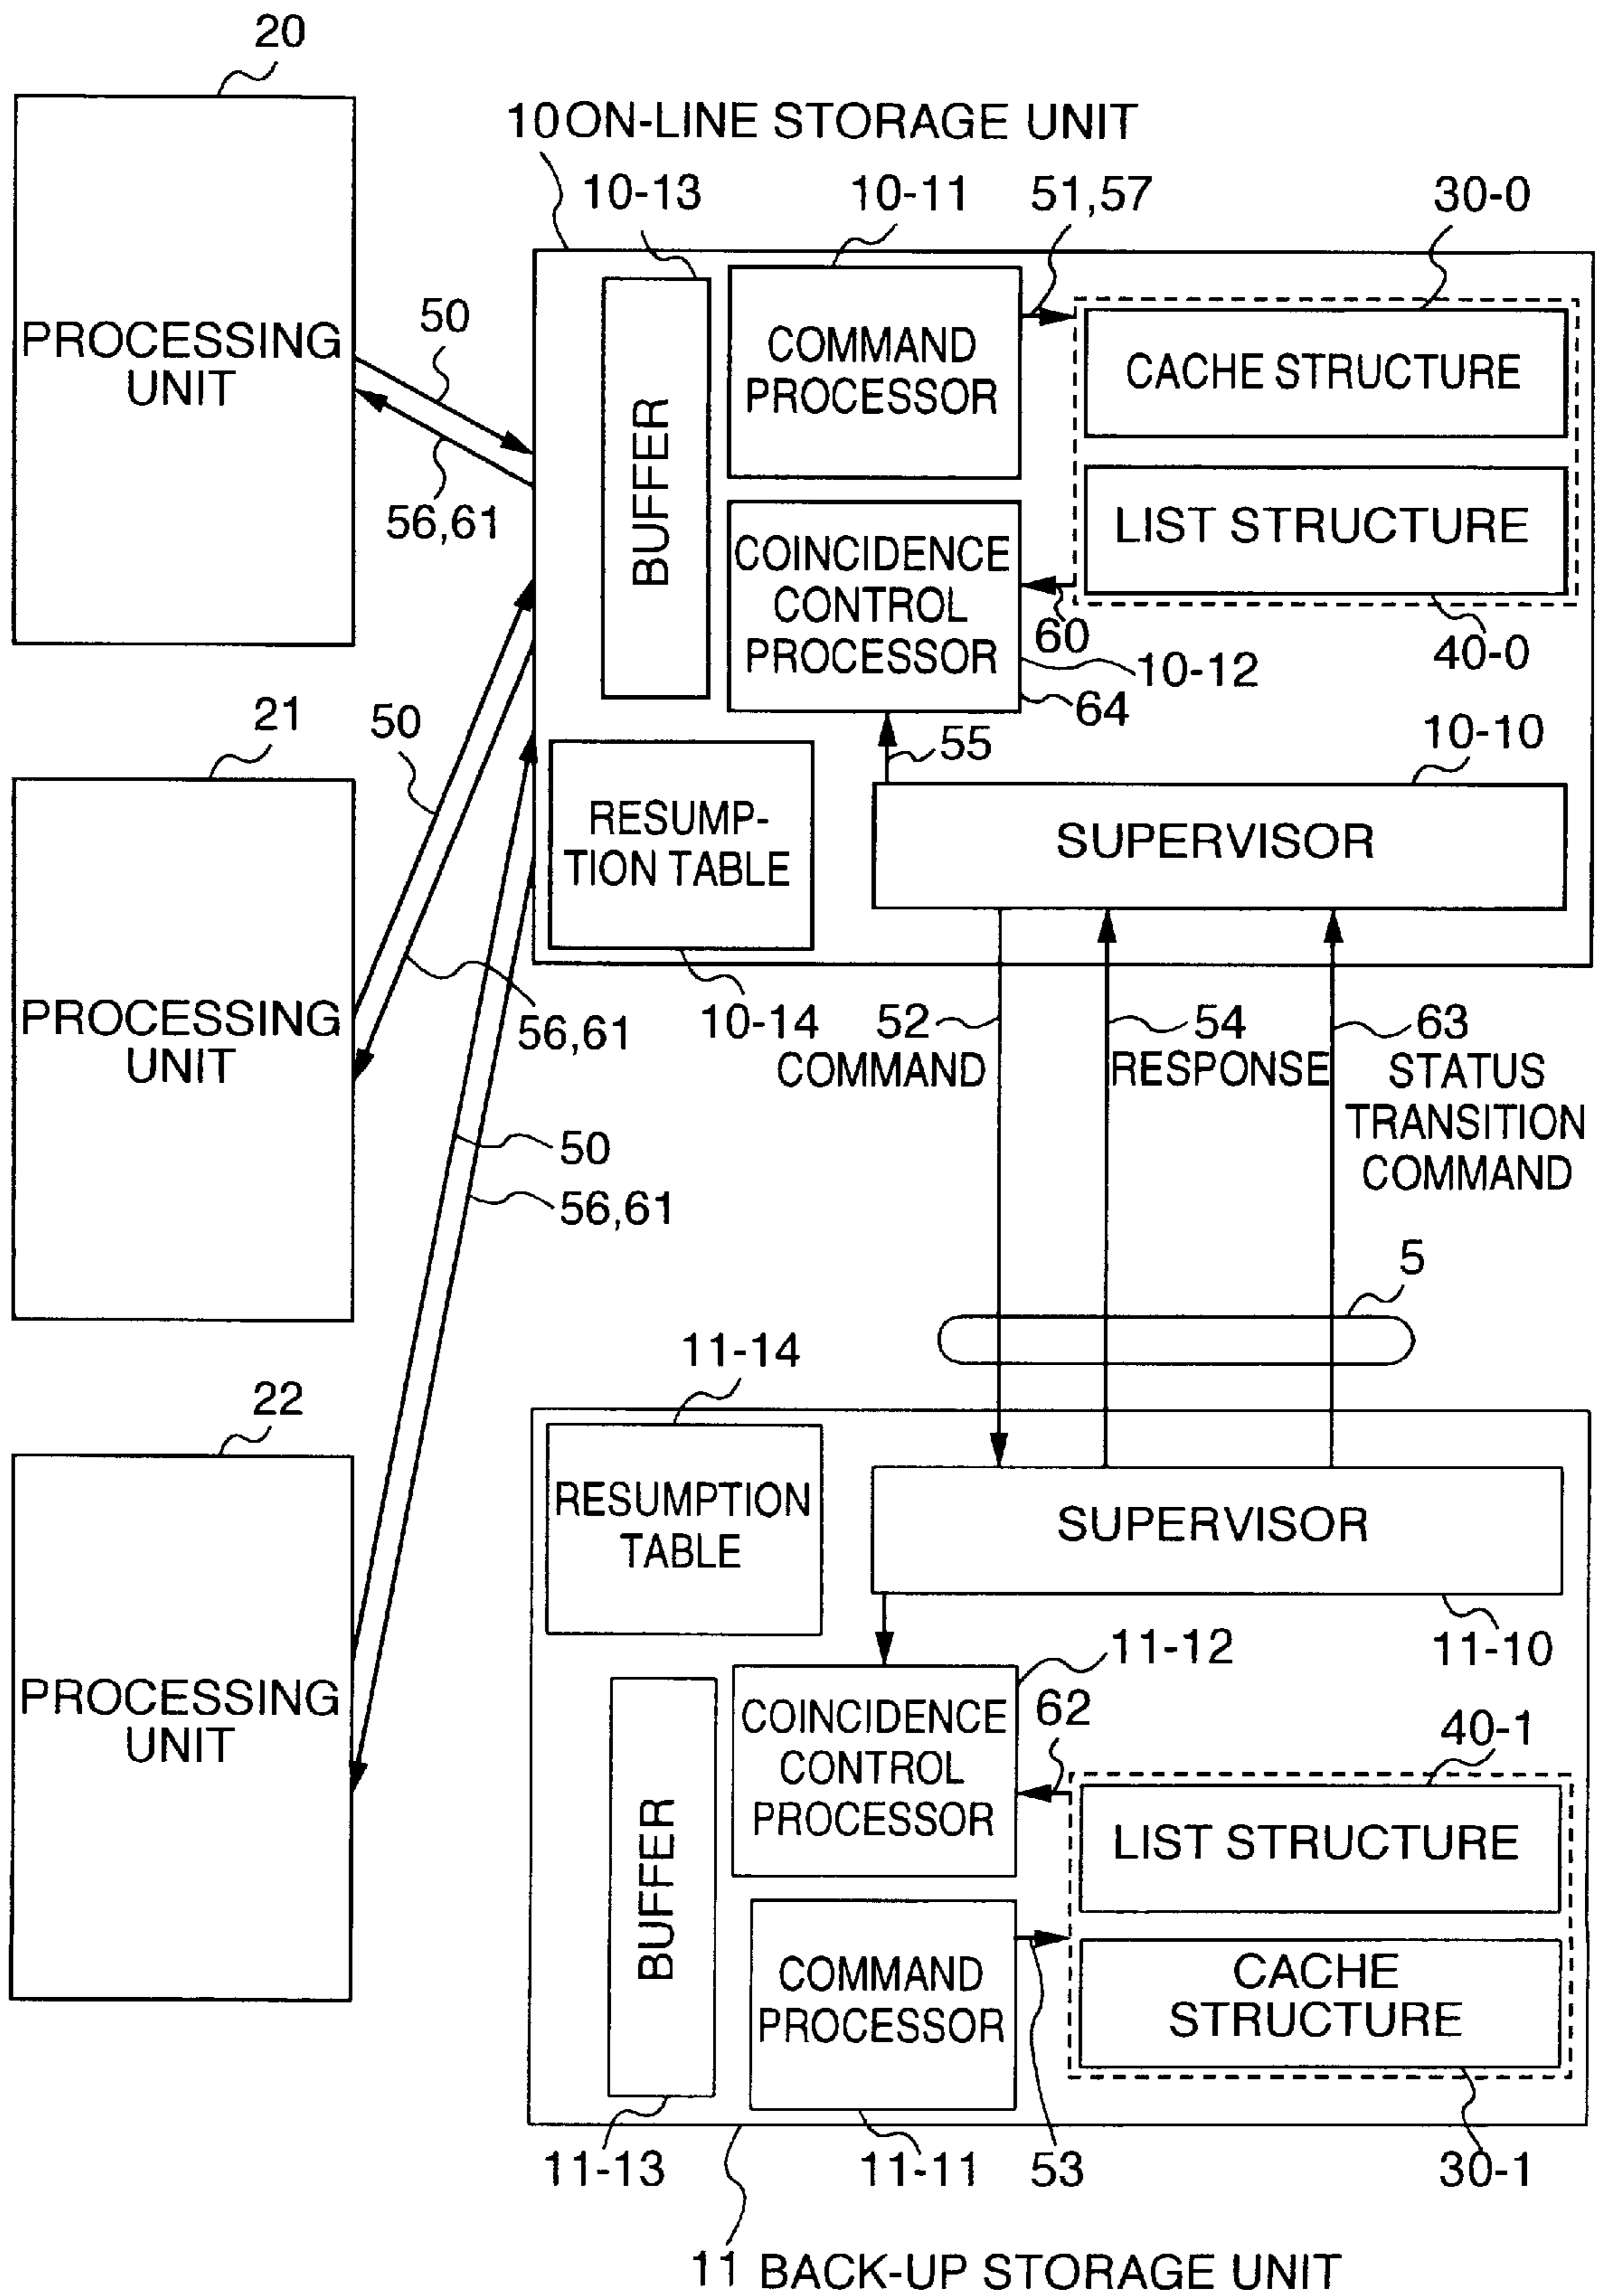 20
10 ON-LINE STORAGE UNIT
10-13
10-11
51,57
30-0
PROCESSING
UNIT
50
56,61
BUFFER
COMMAND
PROCESSOR
CACHE STRUCTURE
LIST STRUCTURE
COINCIDENCE
CONTROL
PROCESSOR
60
40-0
10-12
64
21
50
55
10-10
RESUMP-
TION TABLE
SUPERVISOR
PROCESSING
UNIT
56,61
10-14
52
COMMAND
54
RESPONSE
63
STATUS
TRANSITION
COMMAND
50
56,61
5
11-14
22
RESUMPTION
TABLE
SUPERVISOR
11-12
11-10
PROCESSING
UNIT
COINCIDENCE
CONTROL
PROCESSOR
62
40-1
BUFFER
LIST STRUCTURE
COMMAND
PROCESSOR
CACHE
STRUCTURE
11-13
11-11
53
30-1
11 BACK-UP STORAGE UNIT